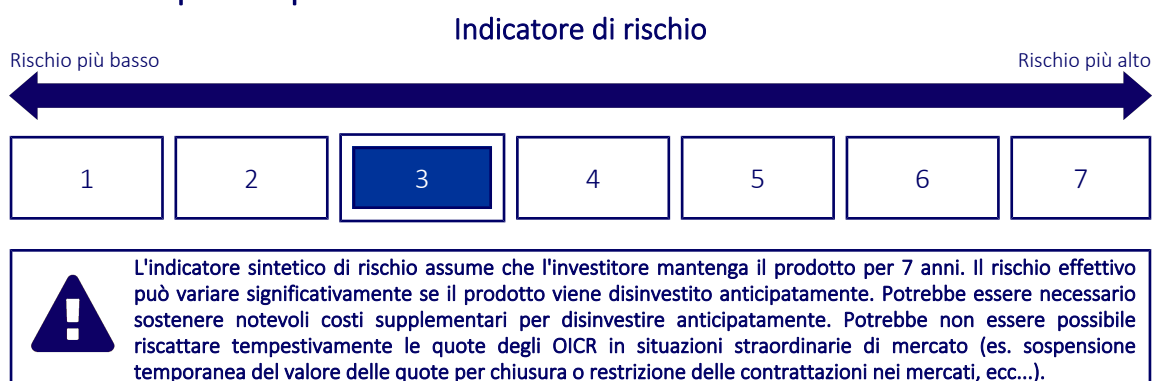 Indicatore di rischio
Rischio più basso Rischio più alto
1 2 3 4 5 6 7
L'indicatore sintetico di rischio assume che l'investitore mantenga il prodotto per 7 anni. Il rischio effettivo
può variare significativamente se il prodotto viene disinvestito anticipatamente. Potrebbe essere necessario
sostenere notevoli costi supplementari per disinvestire anticipatamente. Potrebbe non essere possibile
riscattare tempestivamente le quote degli OICR in situazioni straordinarie di mercato (es. sospensione
temporanea del valore delle quote per chiusura o restrizione delle contrattazioni nei mercati, ecc...).